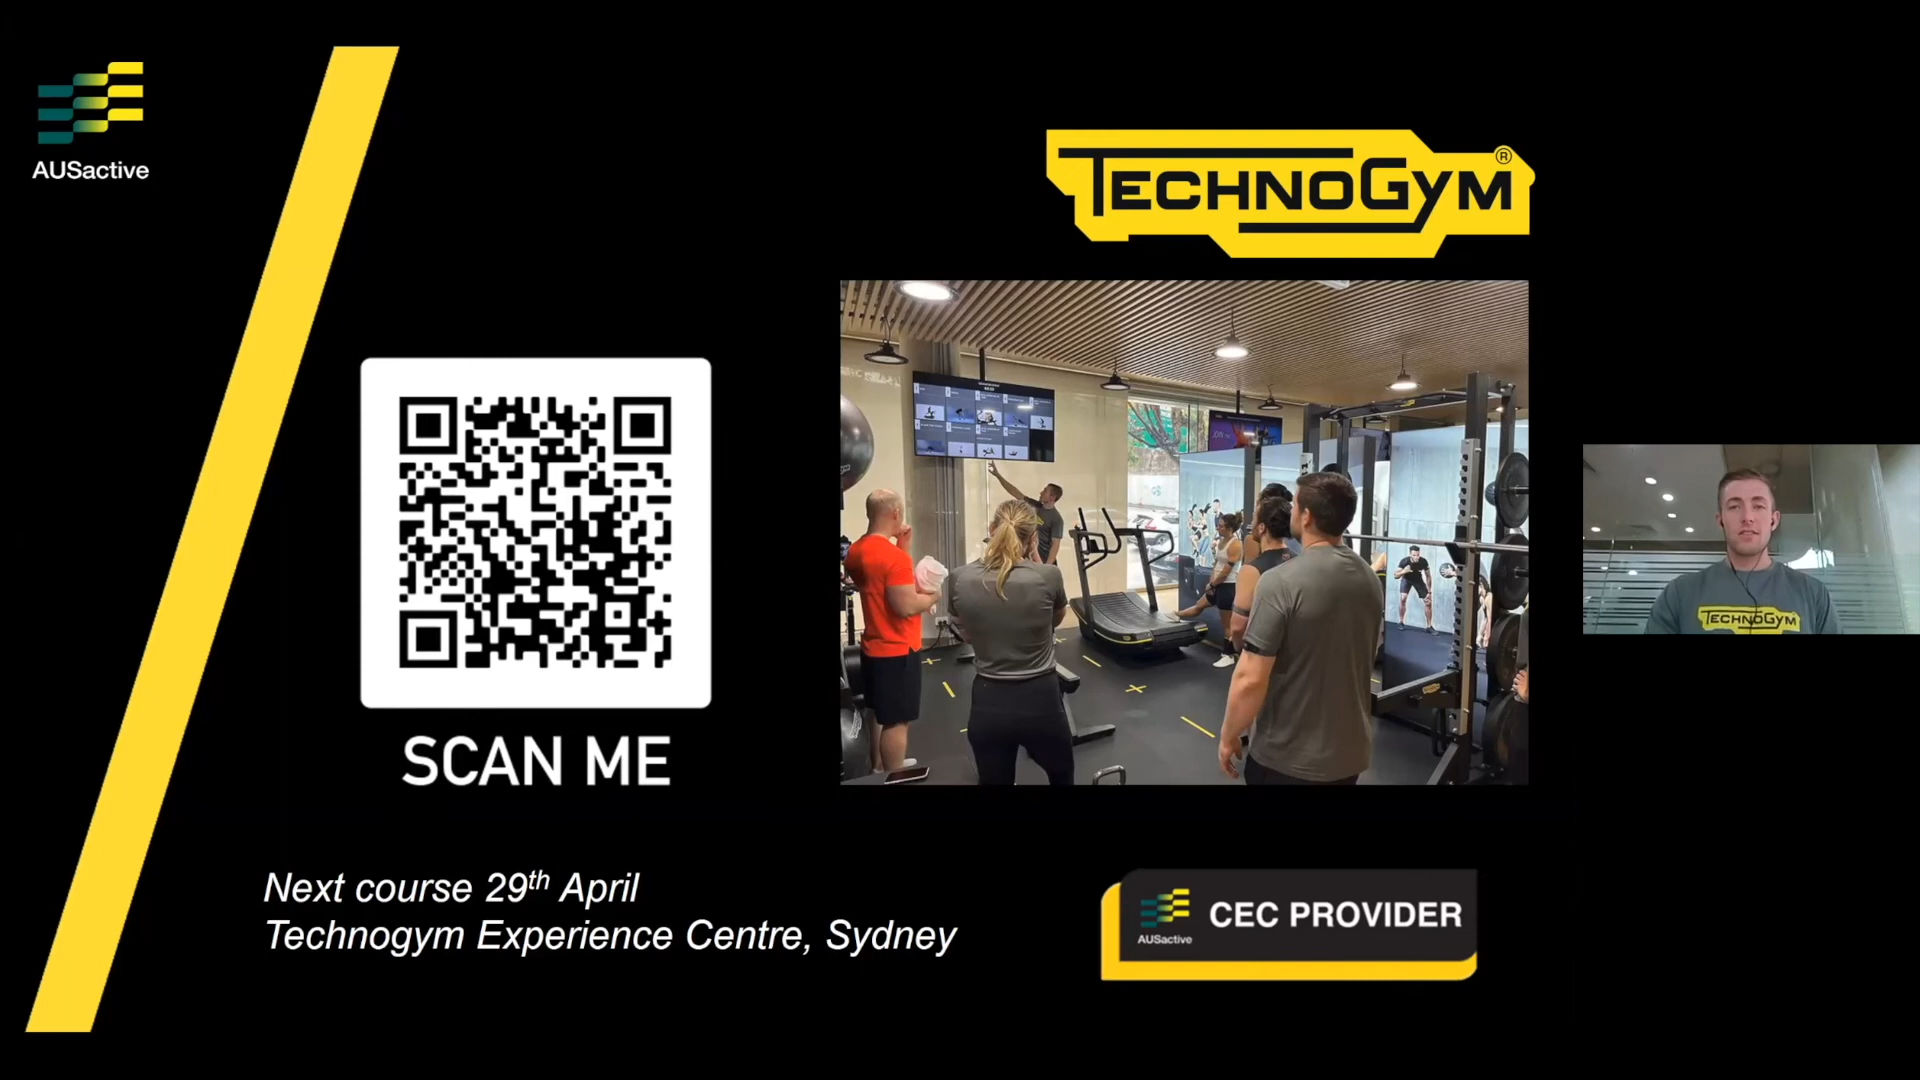 AUSactive
TECHNOGYM®
SCAN ME
Next course 29th April
Technogym Experience Centre, Sydney
AUSactive
CEC PROVIDER
TECHNOGYM